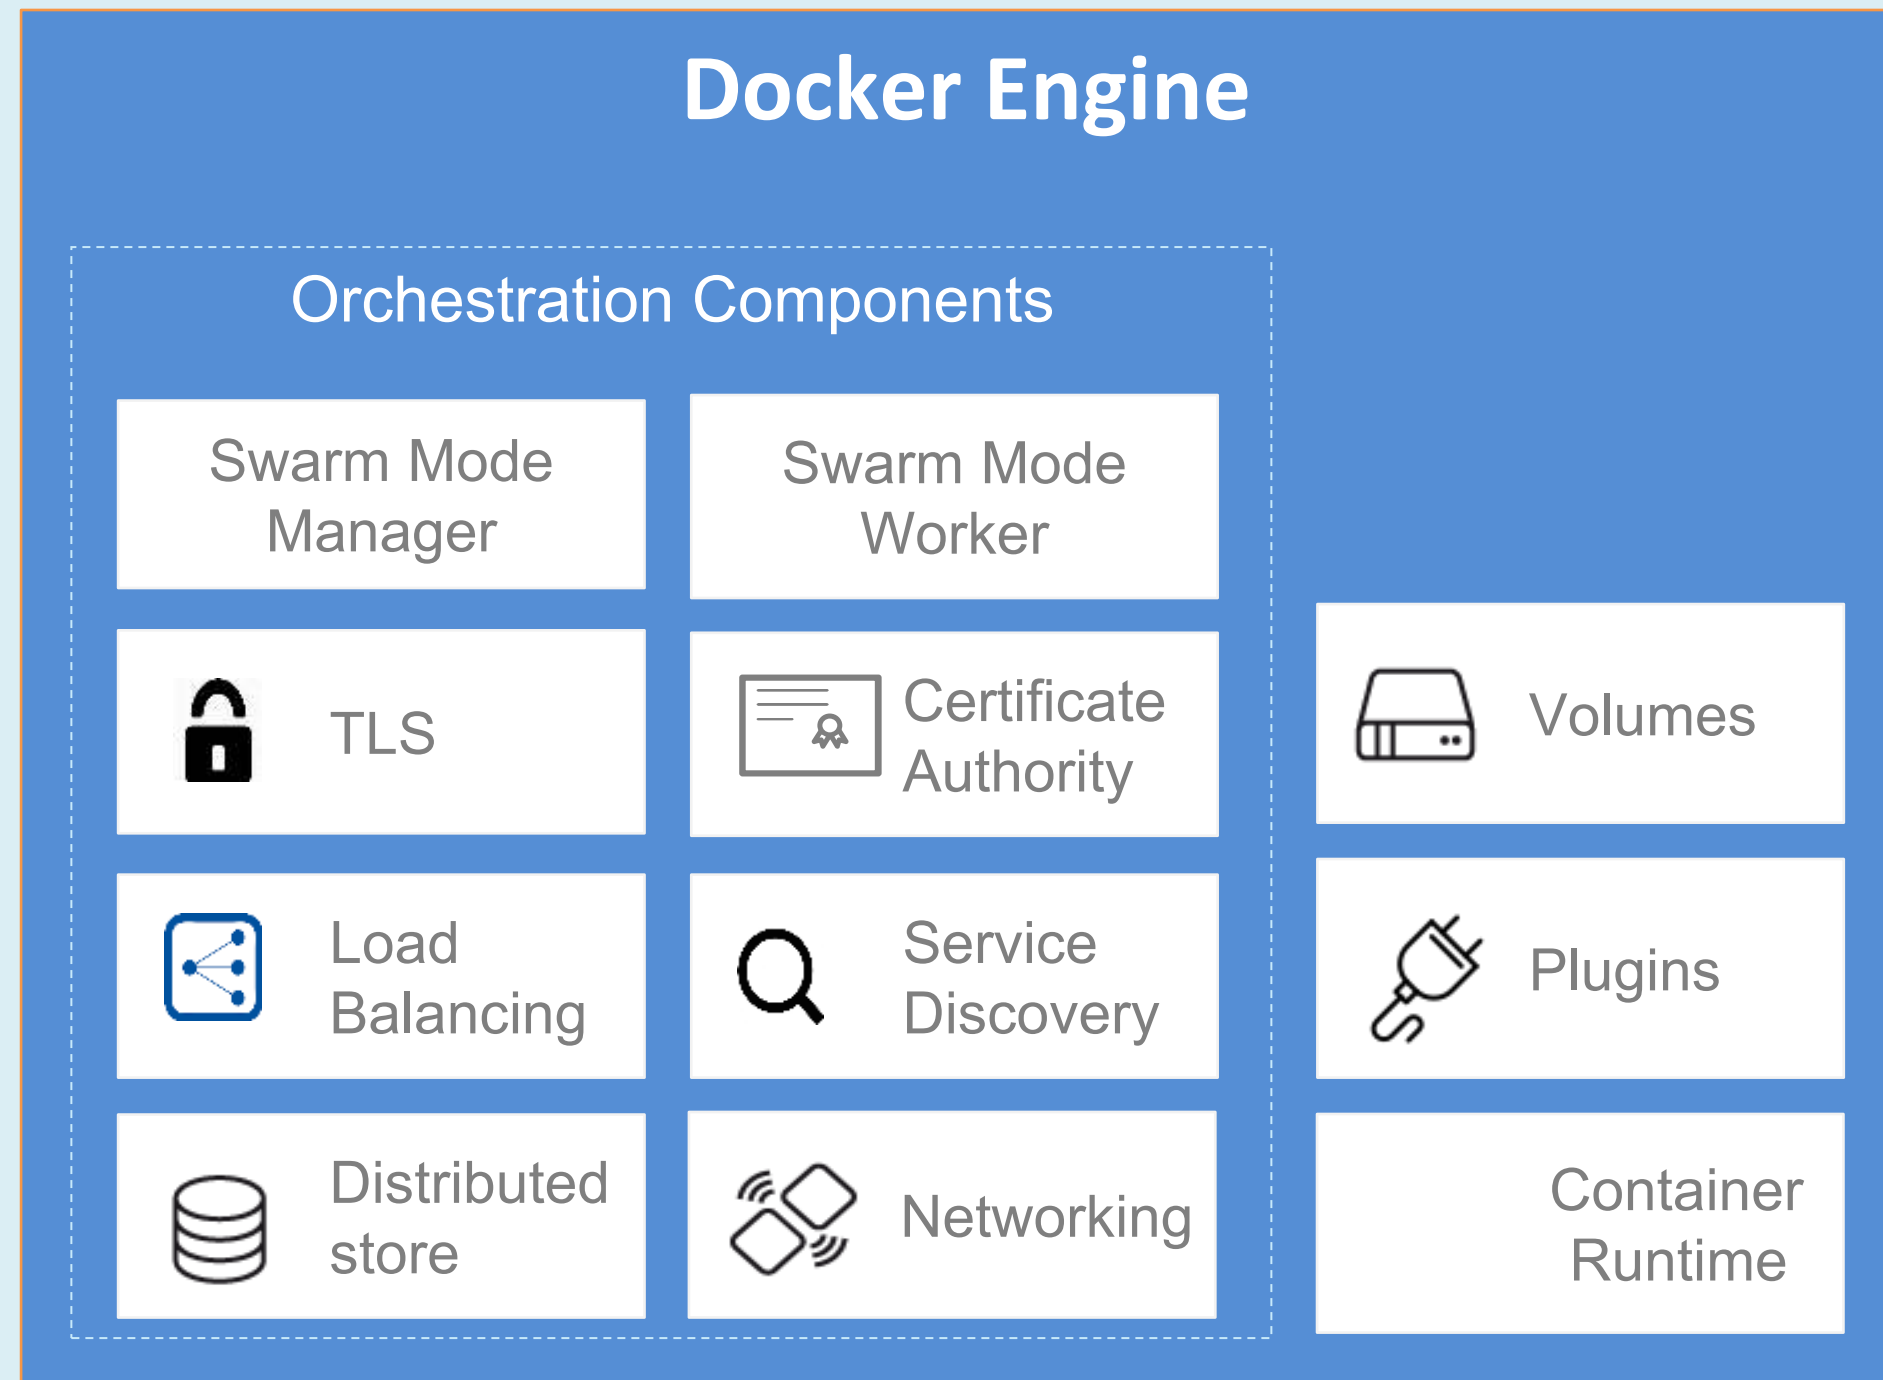 Docker Engine
Orchestration Components
Swarm Mode
Manager
Swarm Mode
Worker
TLS
Certificate
Authority
Volumes
Load
Balancing
Service
Discovery
Plugins
Distributed
store
Networking
Container
Runtime